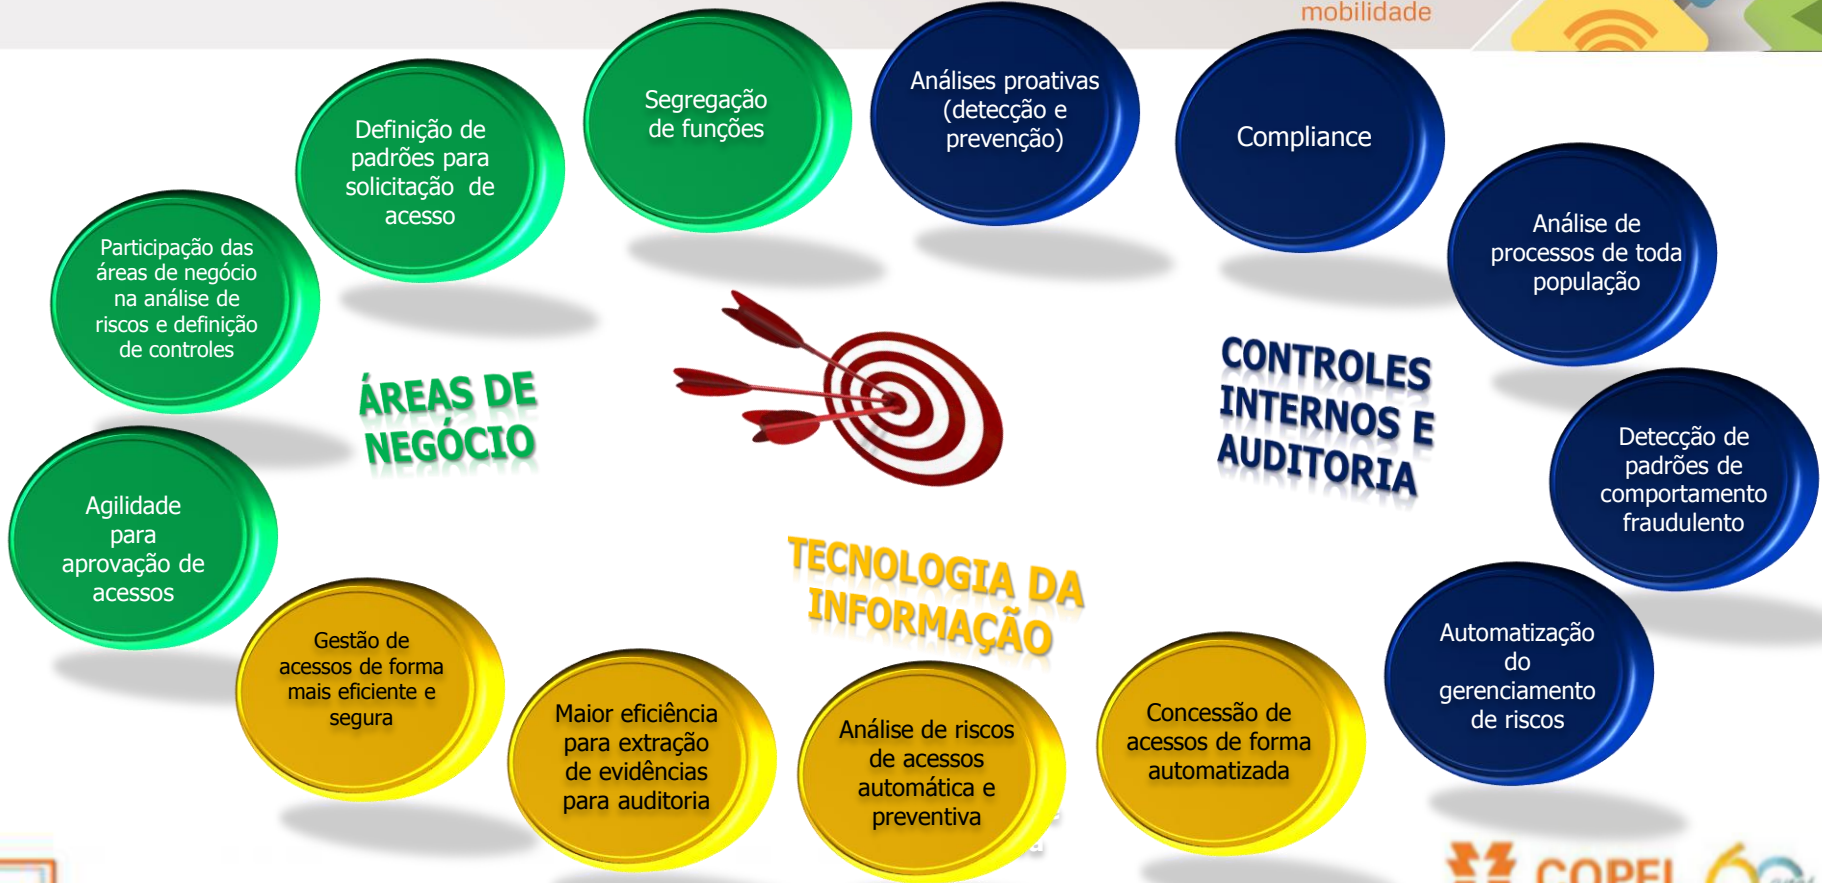 mobilidade
Segregação
de funções
Análises proativas
(detecção e
prevenção)
Compliance
Definição de
padrões para
solicitação de
acesso
Análise de
processos de toda
população
Participação das
áreas de negócio
na análise de
riscos e definição
de controles
ÁREAS DE
NEGÓCIO
CONTROLES
INTERNOS E
AUDITORIA
Detecção de
padrões de
comportamento
fraudulento
Agilidade
para
aprovação de
acessos
TECNOLOGIA DA
INFORMAÇÃO
Gestão de
acessos de forma
mais eficiente e
segura
Maior eficiência
para extração
de evidências
para auditoria
Análise de riscos
de acessos
automática e
preventiva
Concessão de
acessos de forma
automatizada
Automatização
do
gerenciamento
de riscos
COPEL